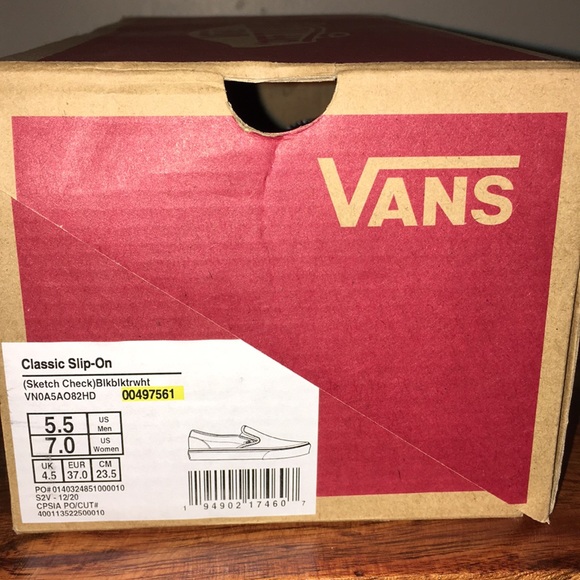 VANS
Classic Slip-On
(Sketch Check)Blkblktrwht
VN0A5AO82HD 00497561
5.5 US Men
7.0 US Women
UK 4.5 EUR 37.0 CM 23.5
PO# 0140324851000010
S2V - 12/20
CPSIA PO/CUT#
400113522500010
1 94902 17460 7